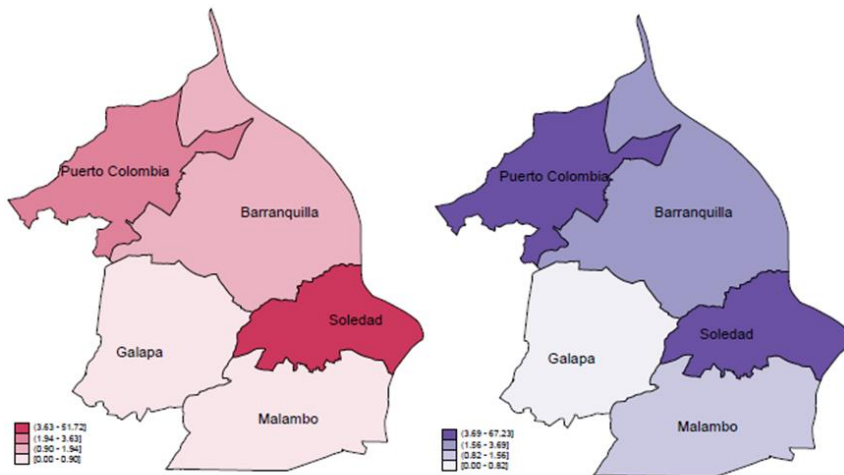 Puerto Colombia
Barranquilla
Soledad
Galapa
Malambo
(3.63 - 51.72]
(1.94 - 3.63]
(0.90 - 1.94]
[0.00 - 0.90]
Puerto Colombia
Barranquilla
Soledad
Galapa
Malambo
(3.69 - 67.23]
(1.56 - 3.69]
(0.82 - 1.56]
[0.00 - 0.82]